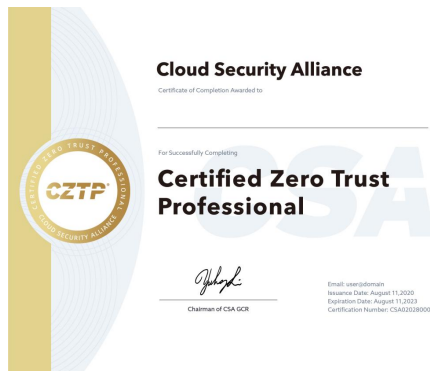 Cloud Security Alliance
Certificate of Completion Awarded to
For Successfully Completing
CSA
Certified Zero Trust
Professional
CERTIFIED ZERO TRUST PROFESSIONAL
CZTP®
CLOUD SECURITY ALLIANCE
Chairman of CSA GCR
Email: user@domain
Issuance Date: August 11,2020
Expiration Date: August 11,2023
Certification Number: CSA02028000